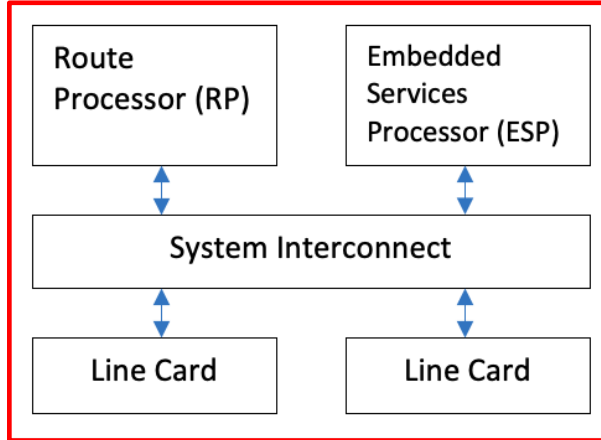 Route
Processor (RP)
Embedded
Services
Processor (ESP)
System Interconnect
Line Card
Line Card